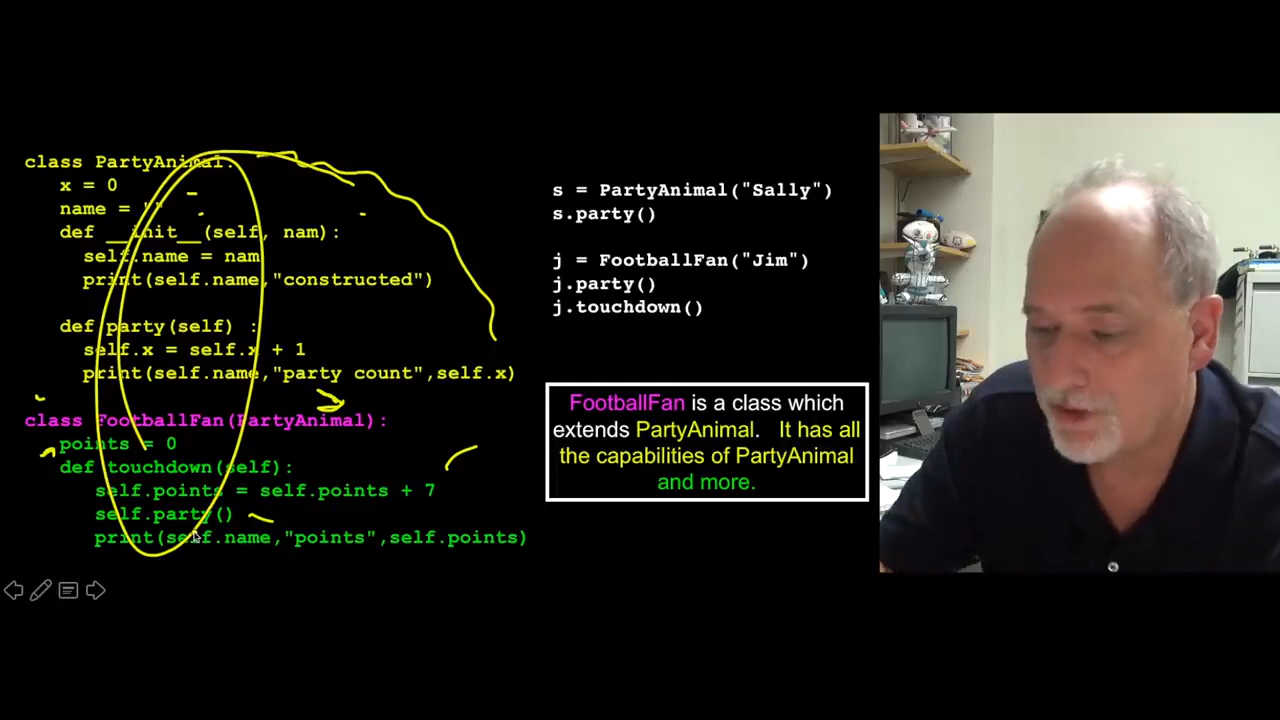 class PartyAnimal:
x = 0
name = ''
def __init__(self, nam):
self.name = nam
print(self.name,"constructed")
def party(self) :
self.x = self.x + 1
print(self.name,"party count",self.x)
class FootballFan(PartyAnimal):
points = 0
def touchdown(self):
self.points = self.points + 7
self.party()
print(self.name,"points",self.points)
s = PartyAnimal("Sally")
s.party()
j = FootballFan("Jim")
j.party()
j.touchdown()
FootballFan is a class which
extends PartyAnimal. It has all
the capabilities of PartyAnimal
and more.